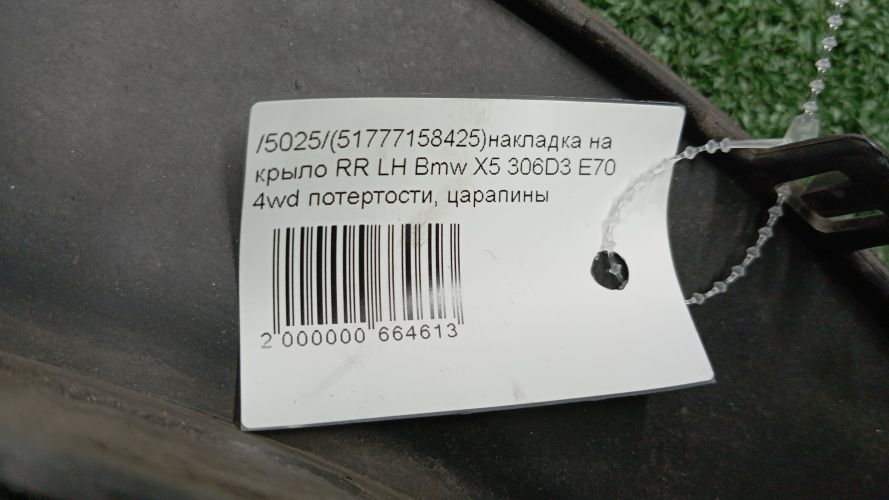 /5025/(51777158425)накладка на
крыло RR LH Bmw X5 306D3 E70
4wd потертости, царапины
2 000000 664613